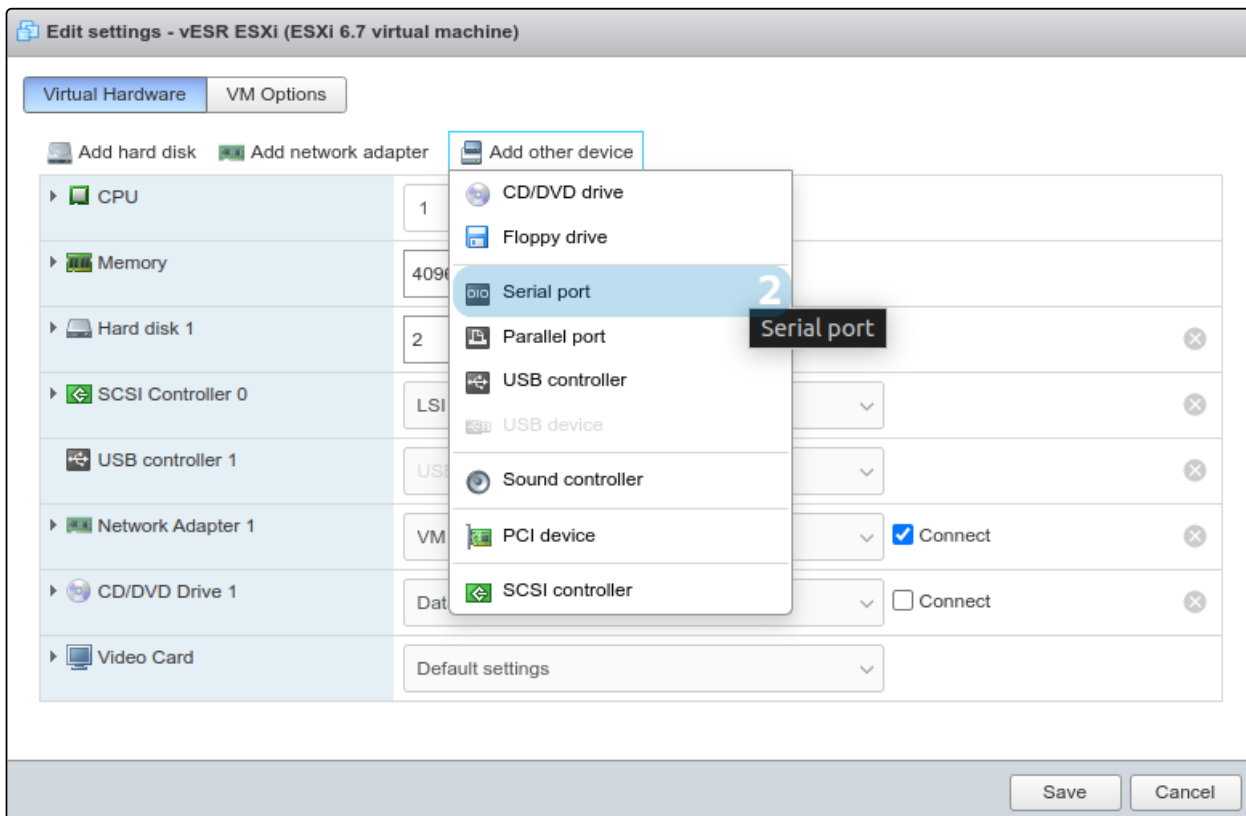 Edit settings - vESR ESXi (ESXi 6.7 virtual machine)
Virtual Hardware VM Options
Add hard disk Add network adapter Add other device
CPU 1
Memory 4096
Hard disk 1 2
SCSI Controller 0 LSI
USB controller 1 USB
Network Adapter 1 VM Connect
CD/DVD Drive 1 Dat Connect
Video Card Default settings
CD/DVD drive
Floppy drive
Serial port 2
Serial port
Parallel port
USB controller
USB device
Sound controller
PCI device
SCSI controller
Save Cancel